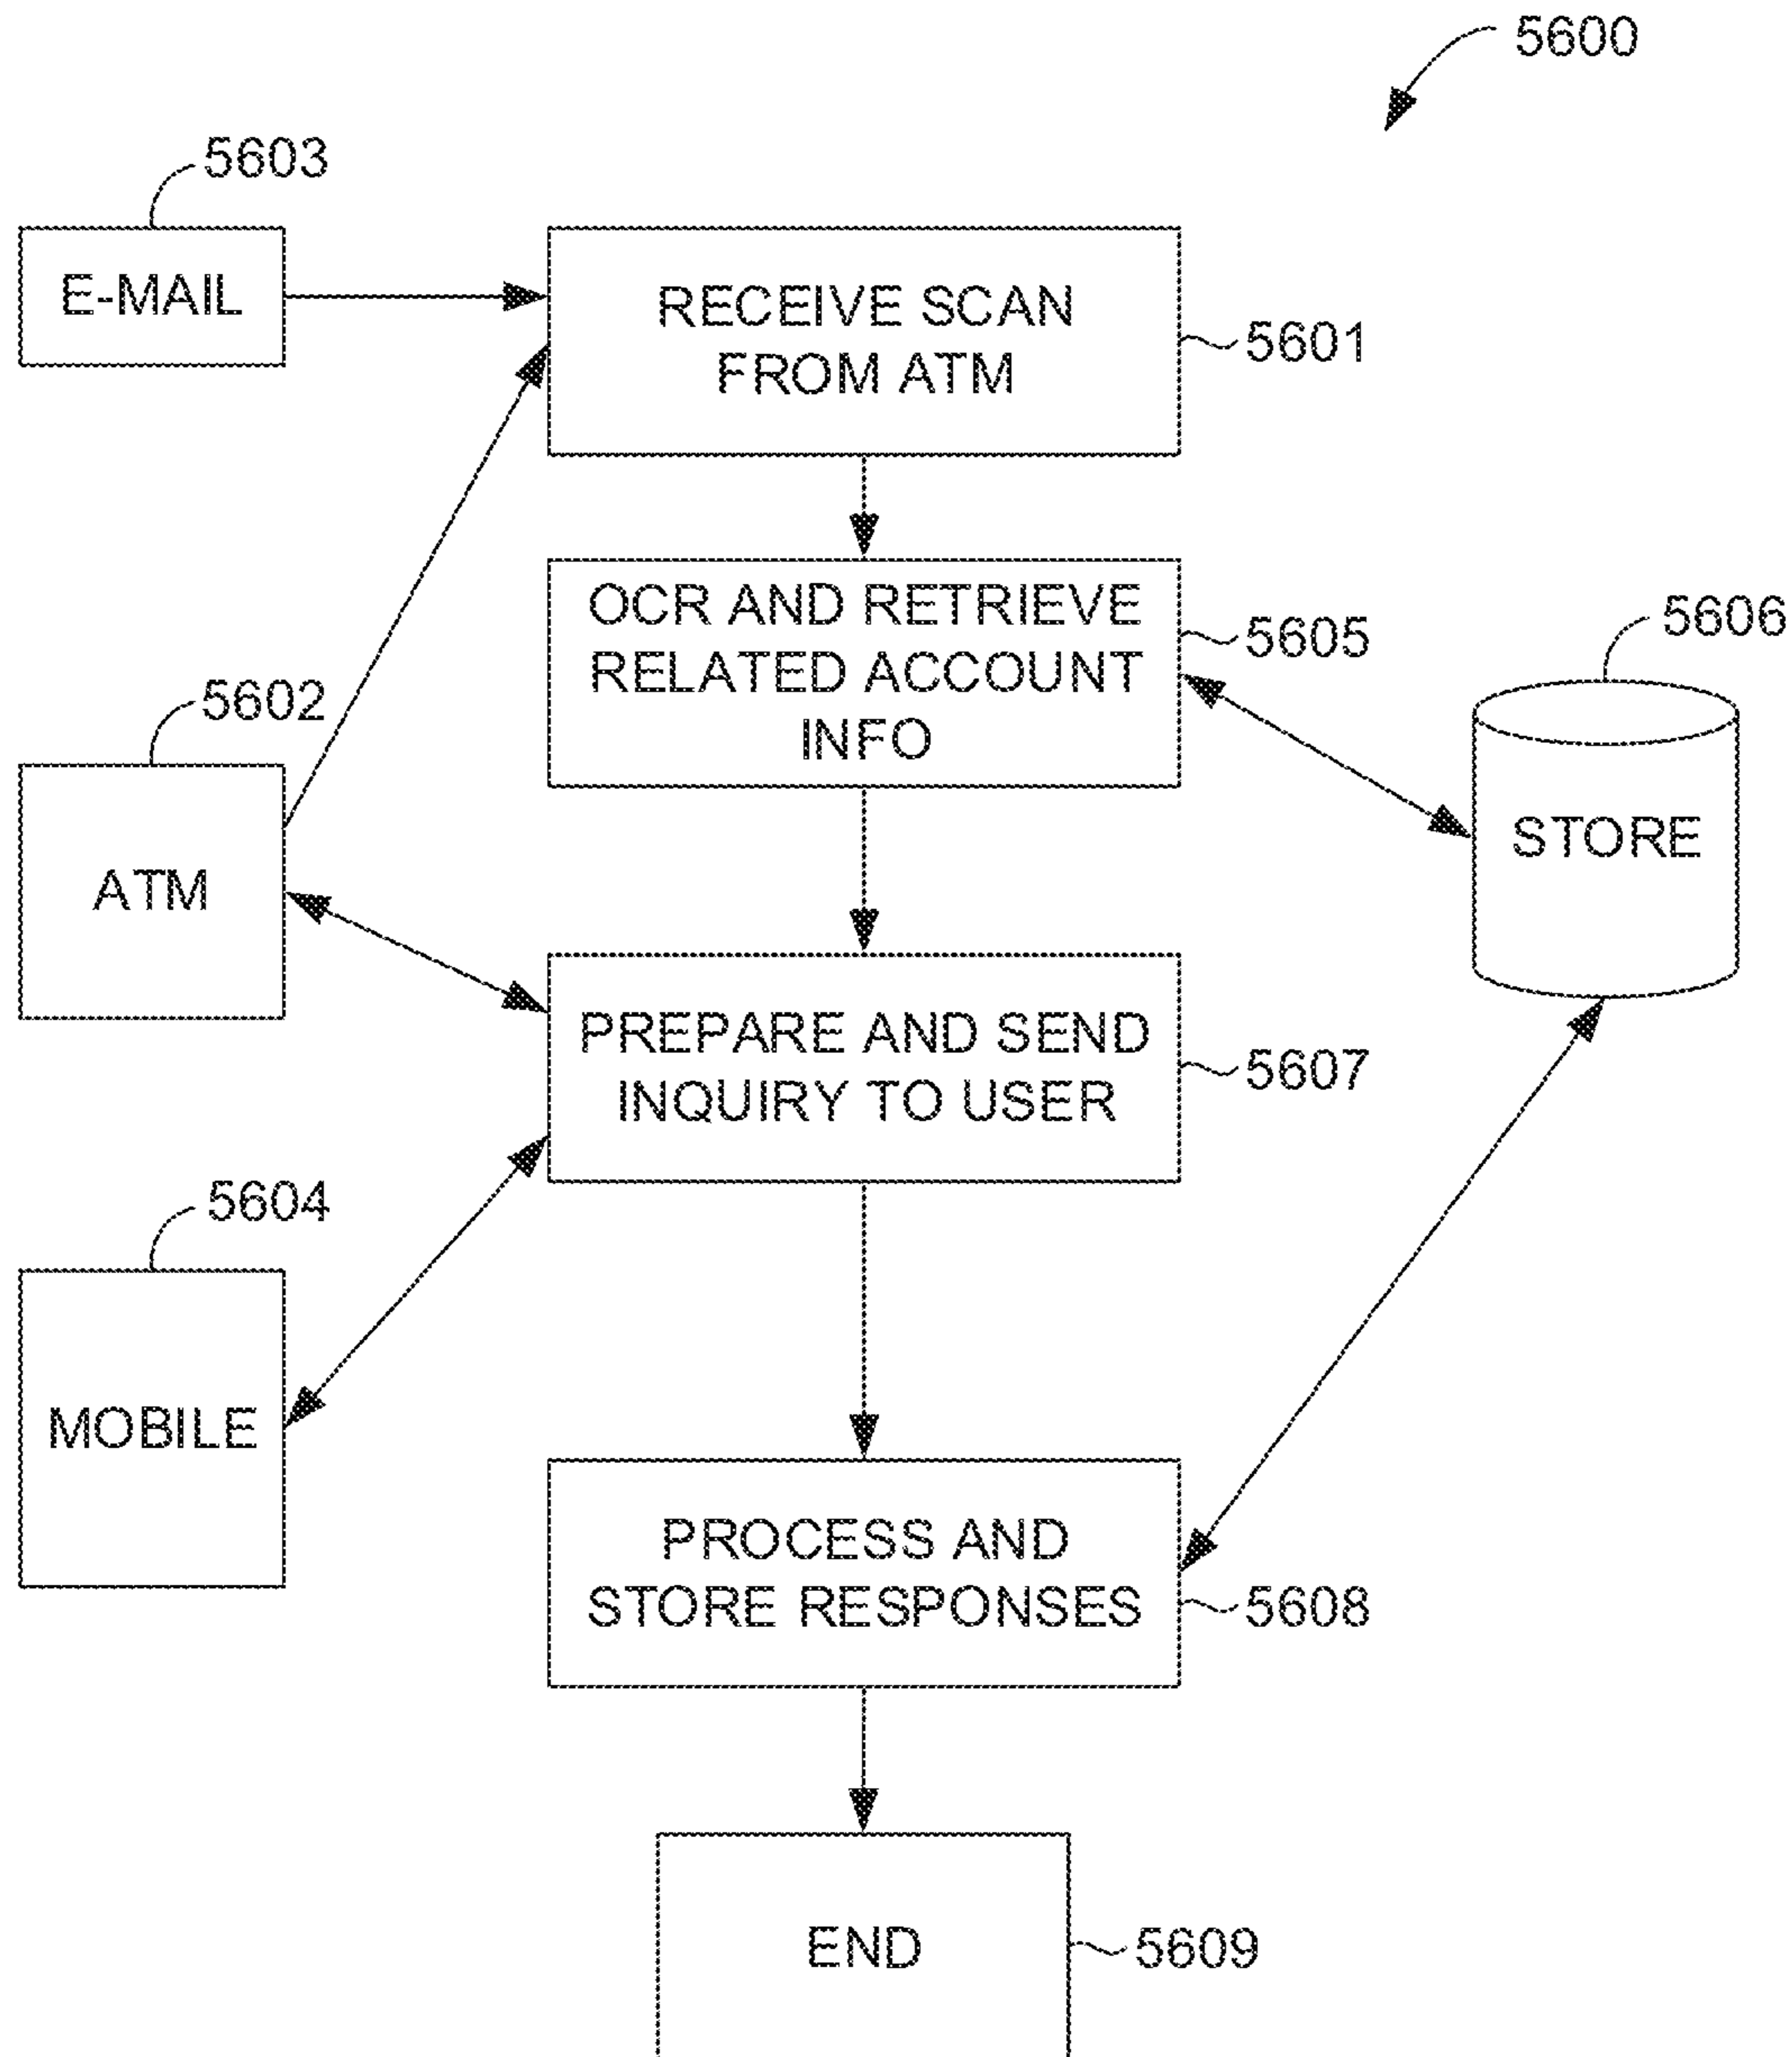 5600
5603
E-MAIL
RECEIVE SCAN
FROM ATM
5601
OCR AND RETRIEVE
RELATED ACCOUNT
INFO
5605
5606
STORE
5602
ATM
PREPARE AND SEND
INQUIRY TO USER
5607
5604
MOBILE
PROCESS AND
STORE RESPONSES
5608
END
5609